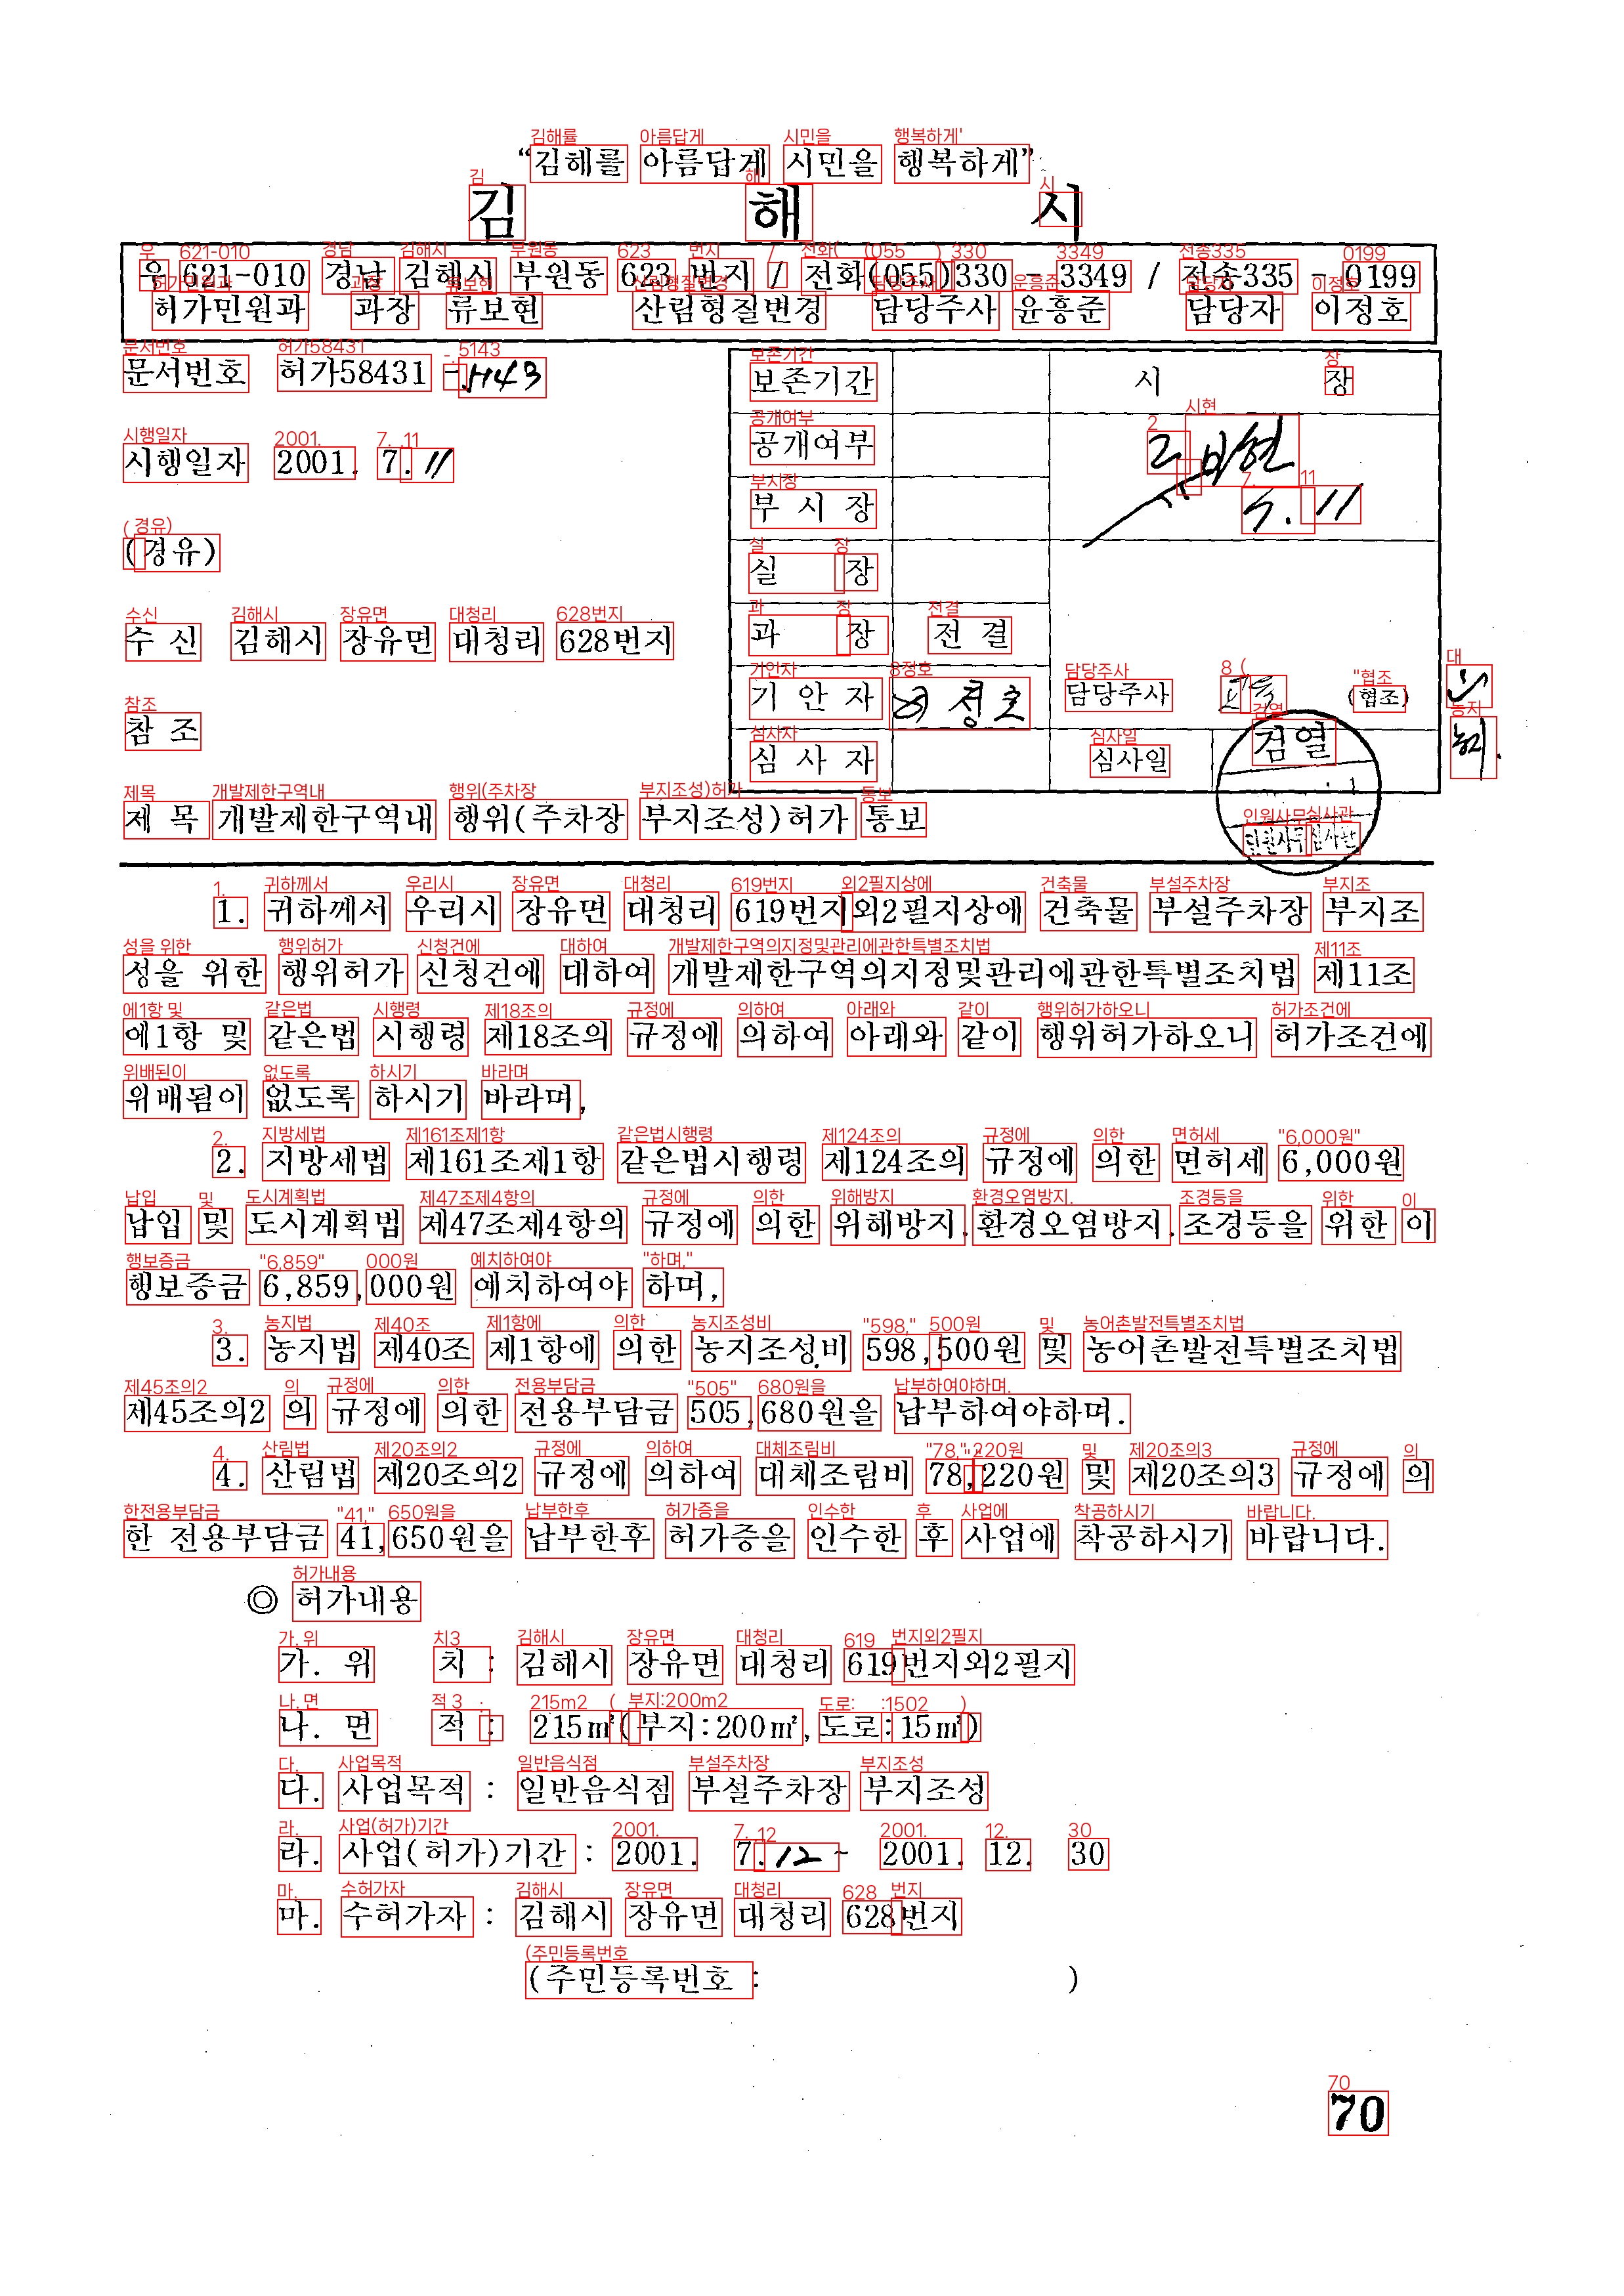 “김해를 아름답게 시민을 행복하게”
김 해 시
우 621-010 경남 김해시 부원동 623 번지 / 전화(055)330 - 3349 / 전송335 - 0199
허가민원과 과장 류보현 산림형질변경 담당주사 윤흥준 담당자 이정호
문서번호 허가58431 - 5143
시행일자 2001. 7. 11
(경유)
수 신 김해시 장유면 대청리 628번지
참 조
보존기간 시 장
공개여부
부 시 장 7. 11
실 장
과 장 전 결
기 안 자 이정호 담당주사 (협조)
심 사 자 심사일 검열
민원사무심사관
제 목 개발제한구역내 행위(주차장 부지조성)허가 통보
1. 귀하께서 우리시 장유면 대청리 619번지외2필지상에 건축물 부설주차장 부지조
성을 위한 행위허가 신청건에 대하여 개발제한구역의지정및관리에관한특별조치법 제11조
에1항 및 같은법 시행령 제18조의 규정에 의하여 아래와 같이 행위허가하오니 허가조건에
위배됨이 없도록 하시기 바라며,
2. 지방세법 제161조제1항 같은법시행령 제124조의 규정에 의한 면허세 6,000원
납입 및 도시계획법 제47조제4항의 규정에 의한 위해방지.환경오염방지.조경등을 위한 이
행보증금 6,859,000원 예치하여야 하며,
3. 농지법 제40조 제1항에 의한 농지조성비 598,500원 및 농어촌발전특별조치법
제45조의2 의 규정에 의한 전용부담금 505,680원을 납부하여야하며.
4. 산림법 제20조의2 규정에 의하여 대체조림비 78,220원 및 제20조의3 규정에 의
한 전용부담금 41,650원을 납부한후 허가증을 인수한 후 사업에 착공하시기 바랍니다.
◎ 허가내용
가. 위 치 : 김해시 장유면 대청리 619번지외2필지
나. 면 적 : 215㎡(부지:200㎡, 도로:15㎡)
다. 사업목적 : 일반음식점 부설주차장 부지조성
라. 사업(허가)기간 : 2001. 7. 12 ~ 2001. 12. 30
마. 수허가자 : 김해시 장유면 대청리 628번지
(주민등록번호 : )
70